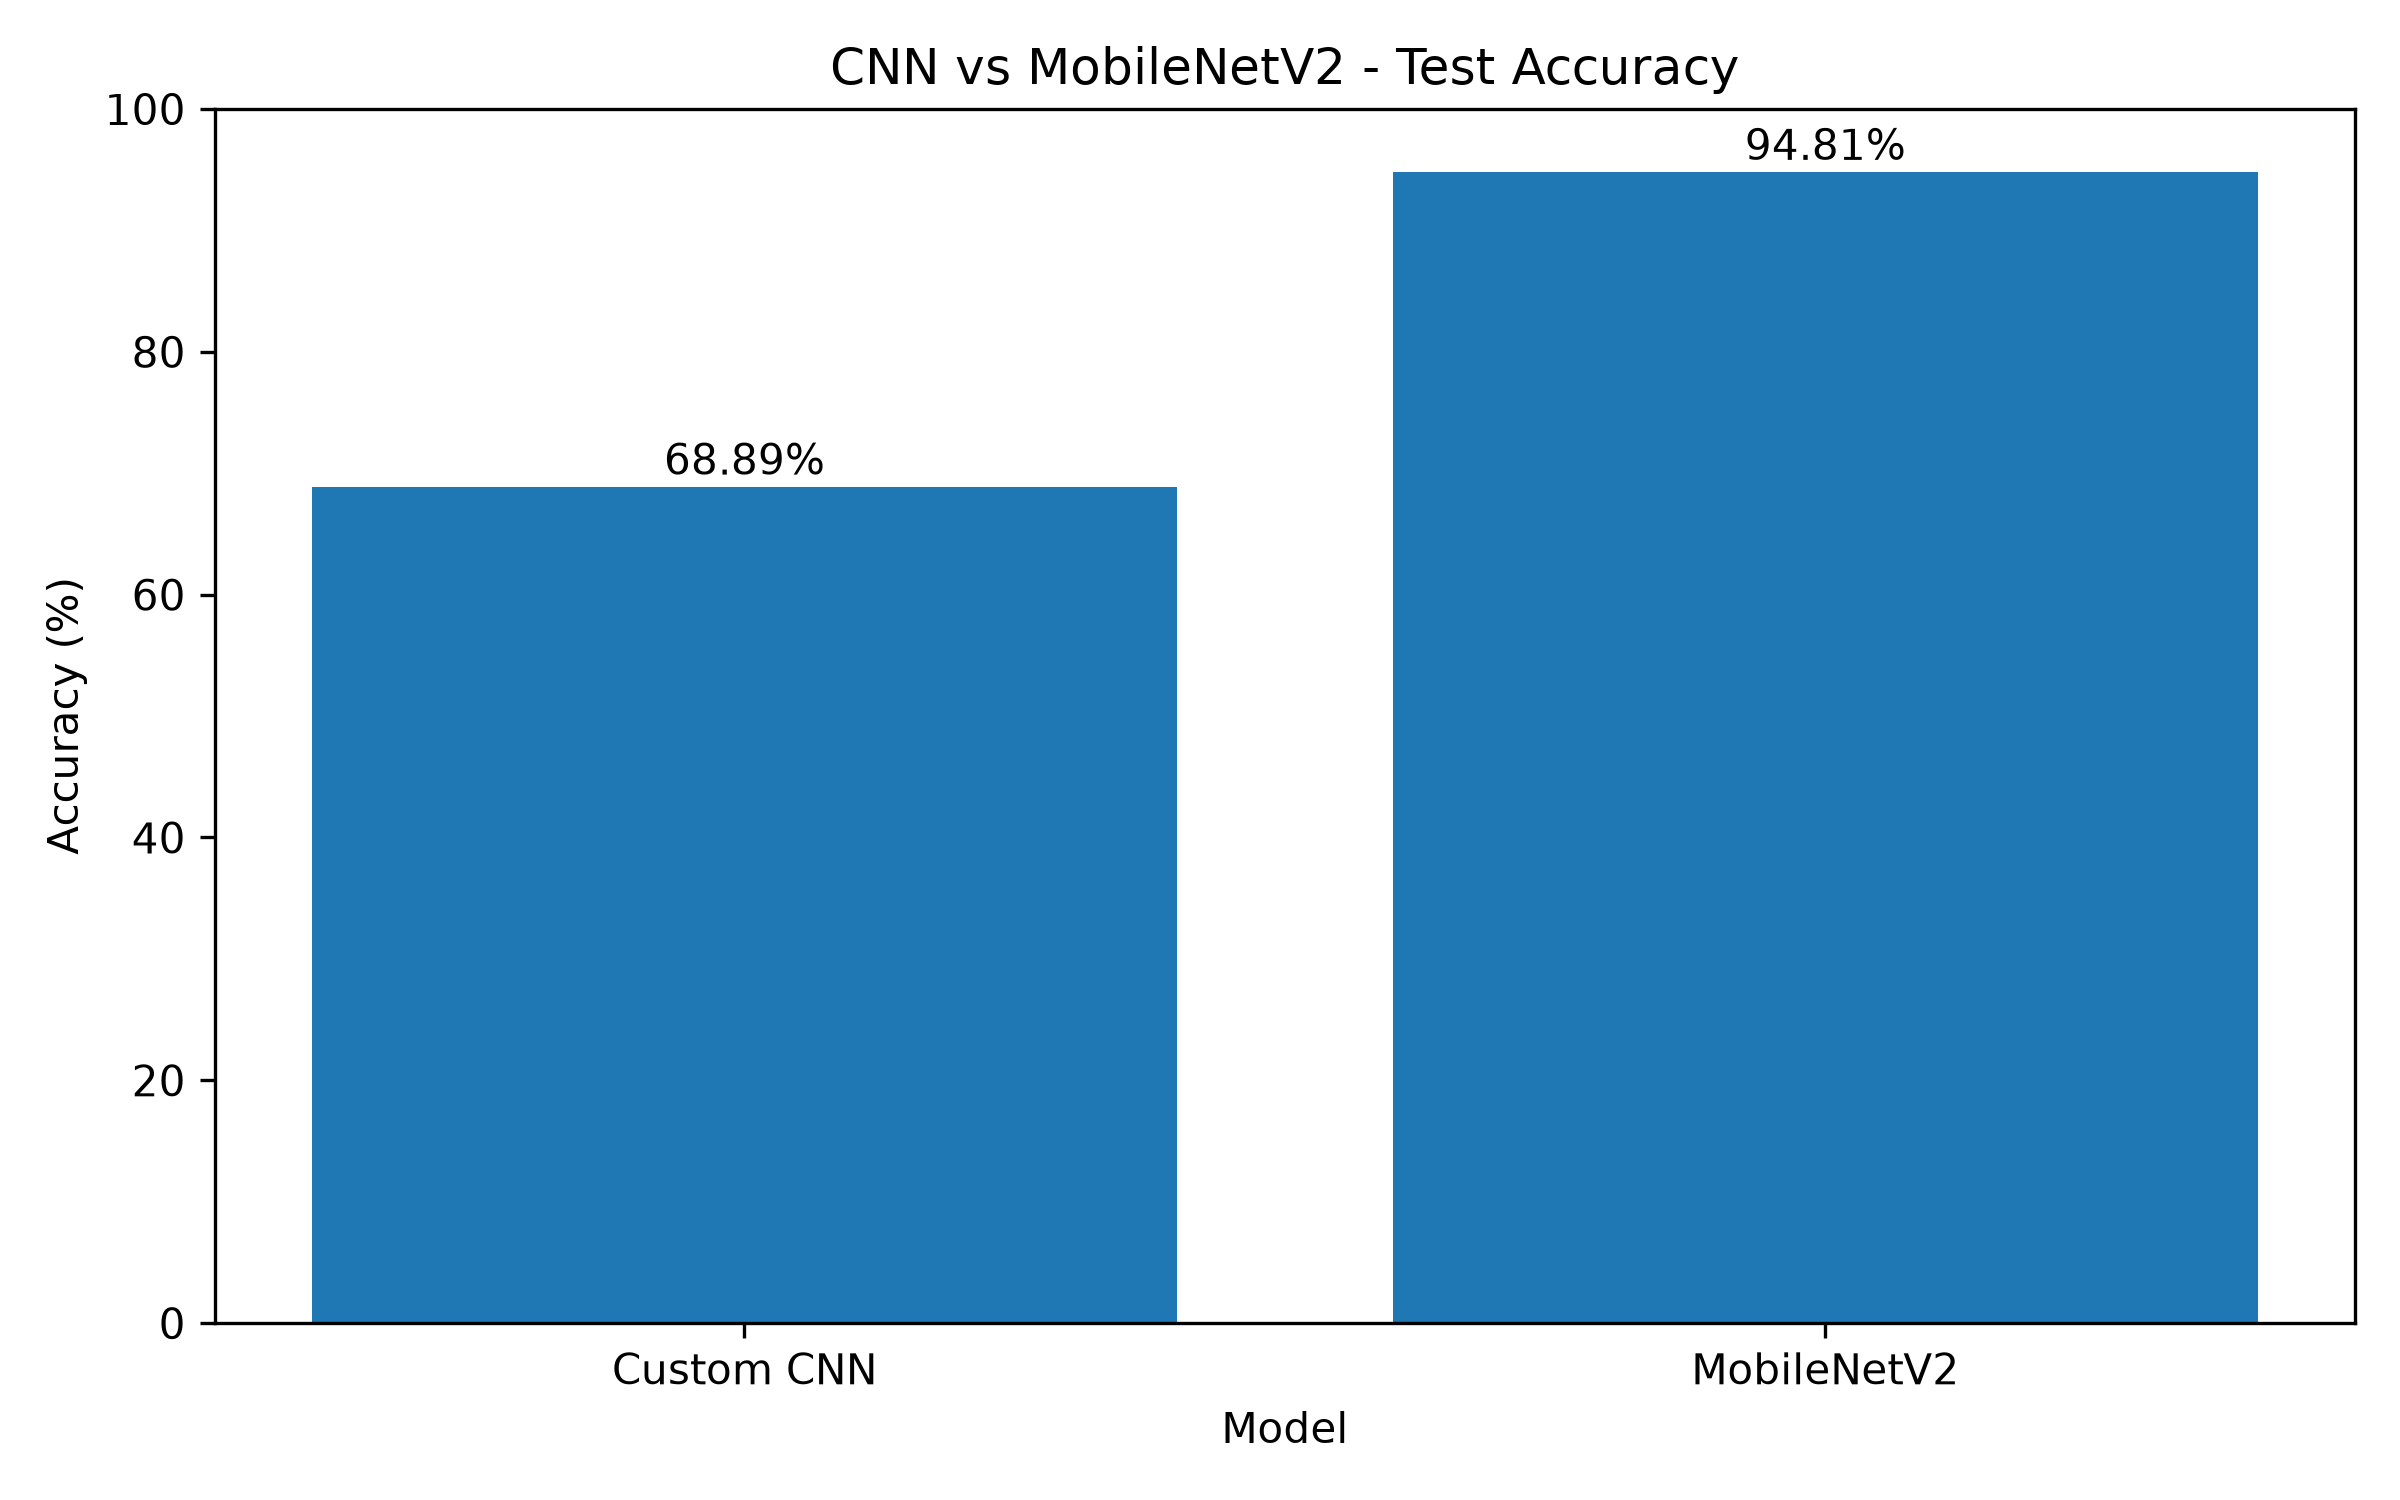 CNN vs MobileNetV2 - Test Accuracy
100
80
60
40
20
0
Accuracy (%)
68.89%
94.81%
Custom CNN
MobileNetV2
Model